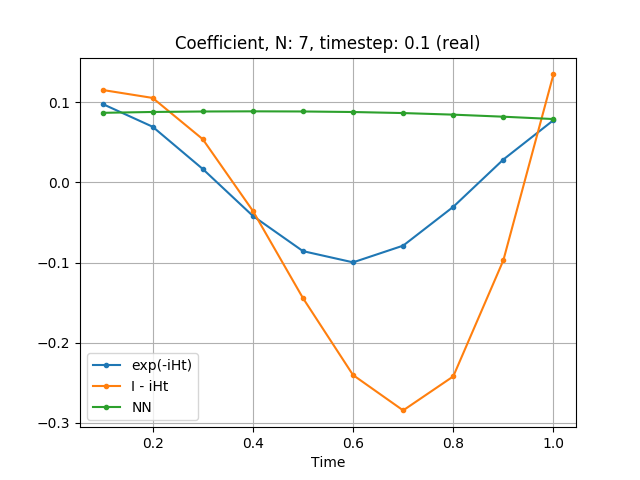 Coefficient, N: 7, timestep: 0.1 (real)
0.1
0.0
−0.1
−0.2
−0.3
exp(-iHt)
I - iHt
NN
0.2
0.4
0.6
0.8
1.0
Time